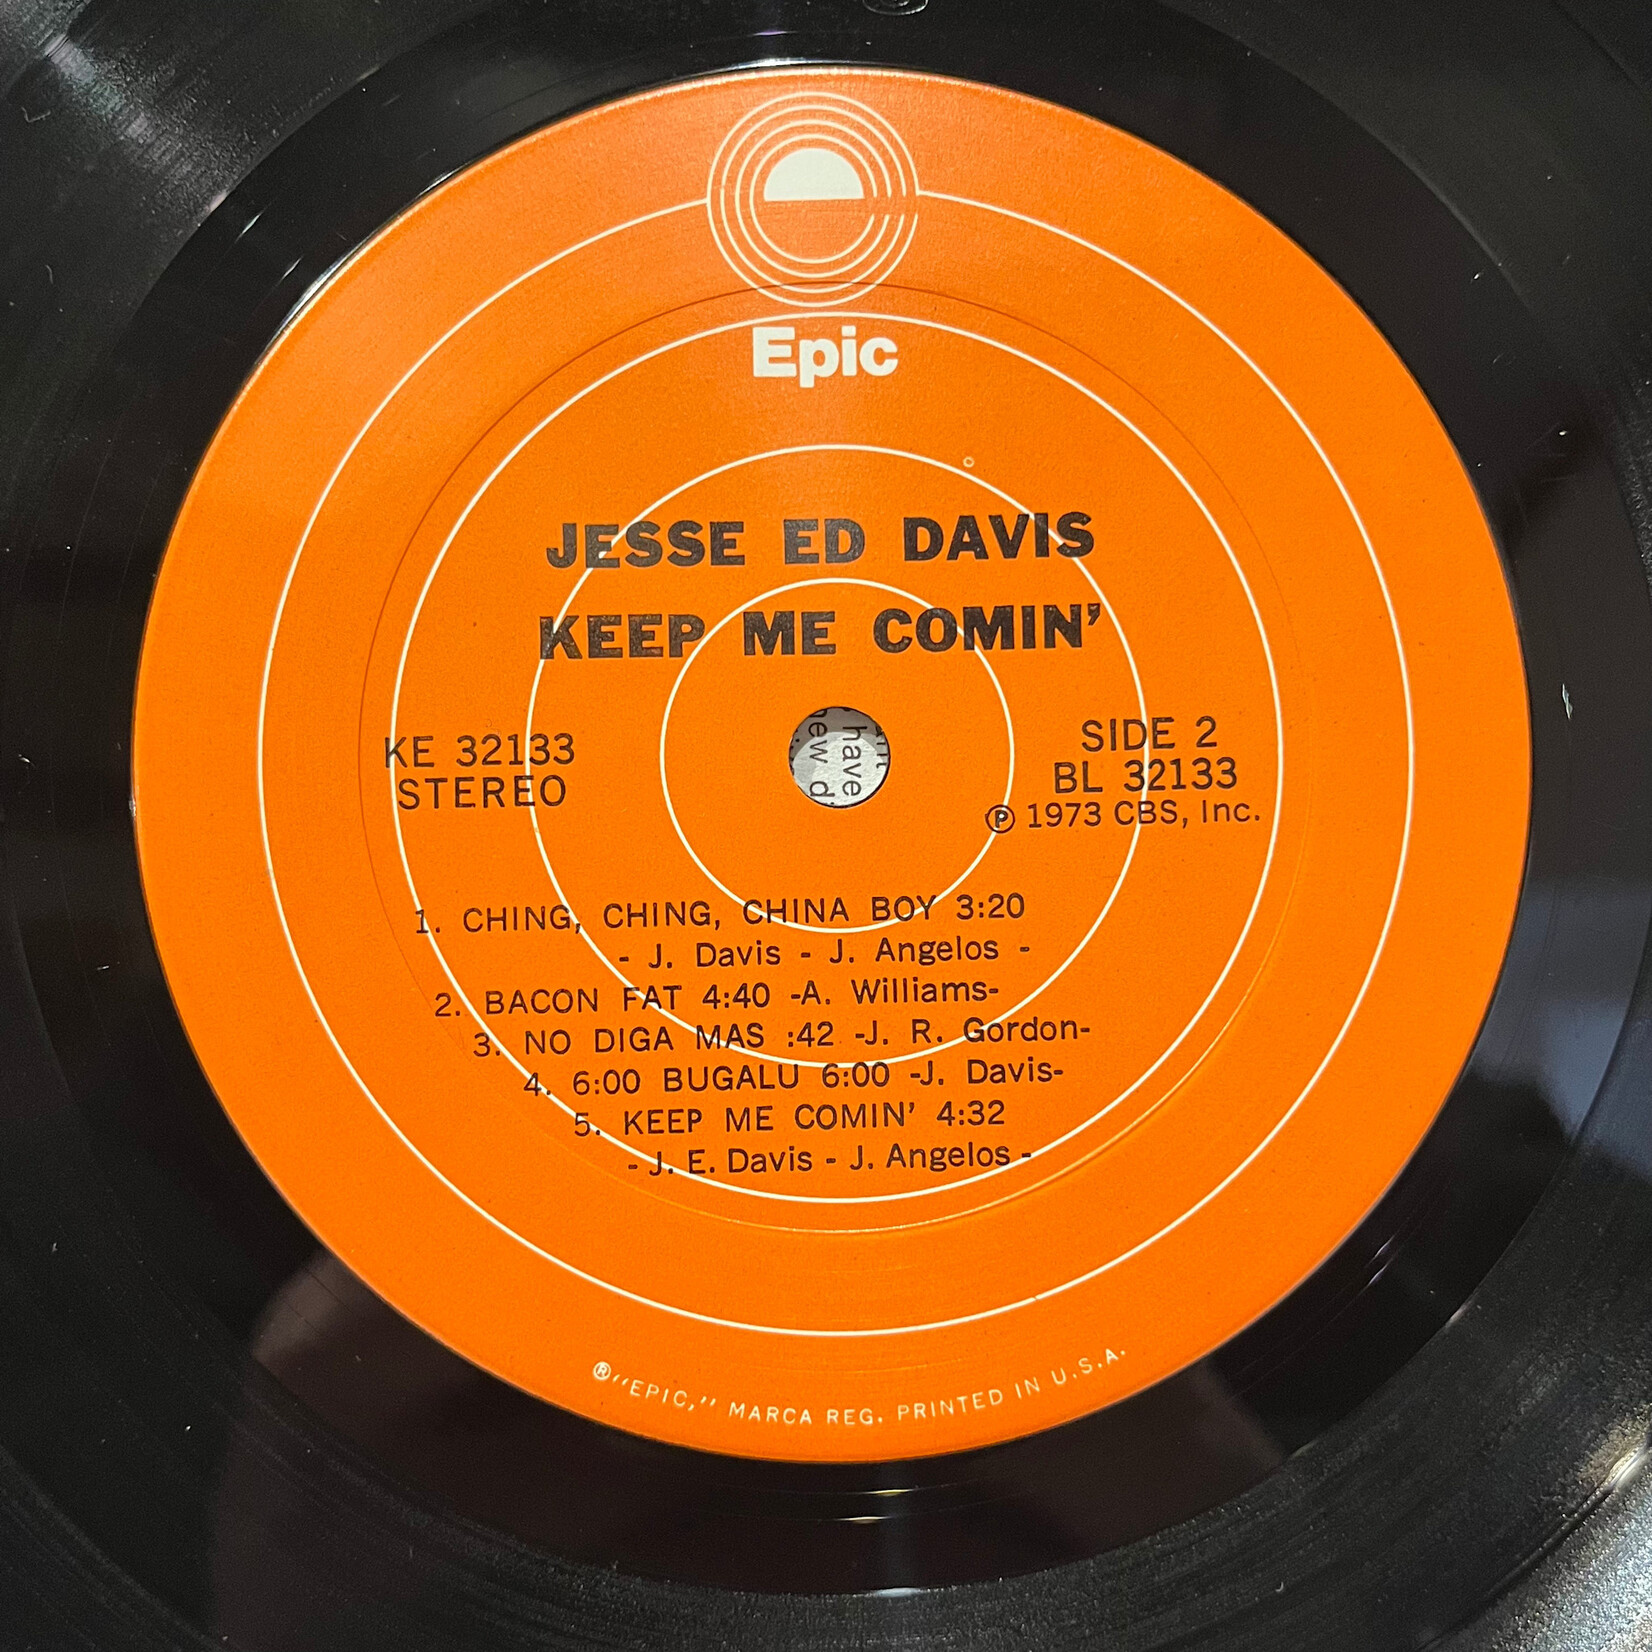 Epic
JESSE ED DAVIS
KEEP ME COMIN'
KE 32133
STEREO
SIDE 2
BL 32133
Ⓟ 1973 CBS, Inc.
have
new d
1. CHING, CHING, CHINA BOY 3:20
- J. Davis - J. Angelos -
2. BACON FAT 4:40 -A. Williams-
3. NO DIGA MAS :42 -J. R. Gordon-
4. 6:00 BUGALU 6:00 -J. Davis-
5. KEEP ME COMIN' 4:32
- J. E. Davis - J. Angelos -
®"EPIC," MARCA REG. PRINTED IN U.S.A.